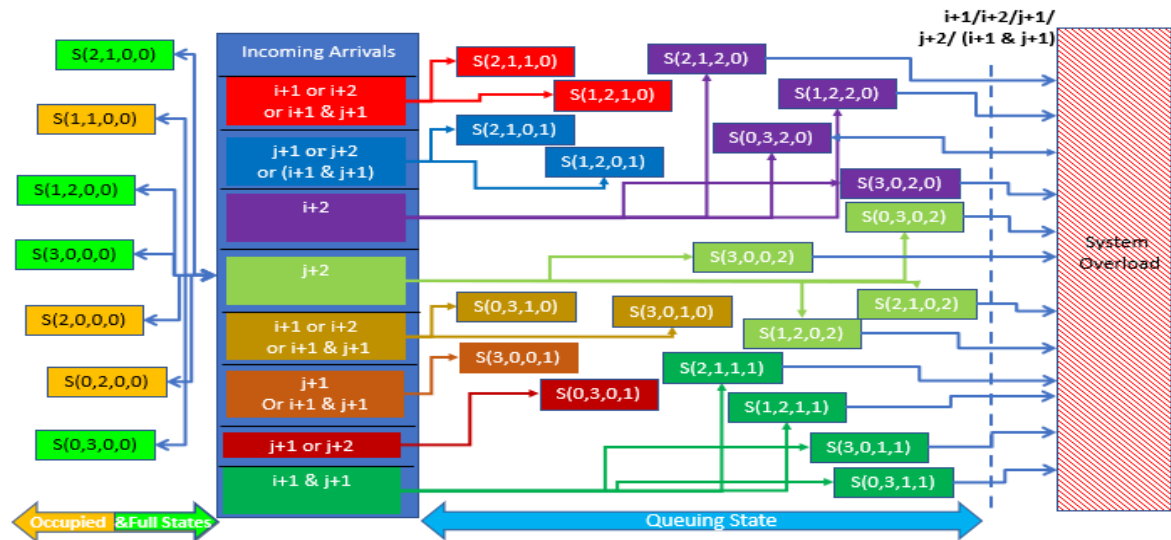 i+1/i+2/j+1/
j+2/ (i+1 & j+1)
S(2,1,0,0)
S(1,1,0,0)
S(1,2,0,0)
S(3,0,0,0)
S(2,0,0,0)
S(0,2,0,0)
S(0,3,0,0)
Occupied &Full States
Incoming Arrivals
i+1 or i+2
or i+1 & j+1
j+1 or j+2
or (i+1 & j+1)
i+2
j+2
i+1 or i+2
or i+1 & j+1
j+1
Or i+1 & j+1
j+1 or j+2
i+1 & j+1
S(2,1,1,0)
S(1,2,1,0)
S(2,1,0,1)
S(1,2,0,1)
S(2,1,2,0)
S(1,2,2,0)
S(0,3,2,0)
S(3,0,2,0)
S(0,3,0,2)
S(3,0,0,2)
S(2,1,0,2)
S(1,2,0,2)
S(0,3,1,0)
S(3,0,1,0)
S(3,0,0,1)
S(0,3,0,1)
S(2,1,1,1)
S(1,2,1,1)
S(3,0,1,1)
S(0,3,1,1)
Queuing State
System
Overload